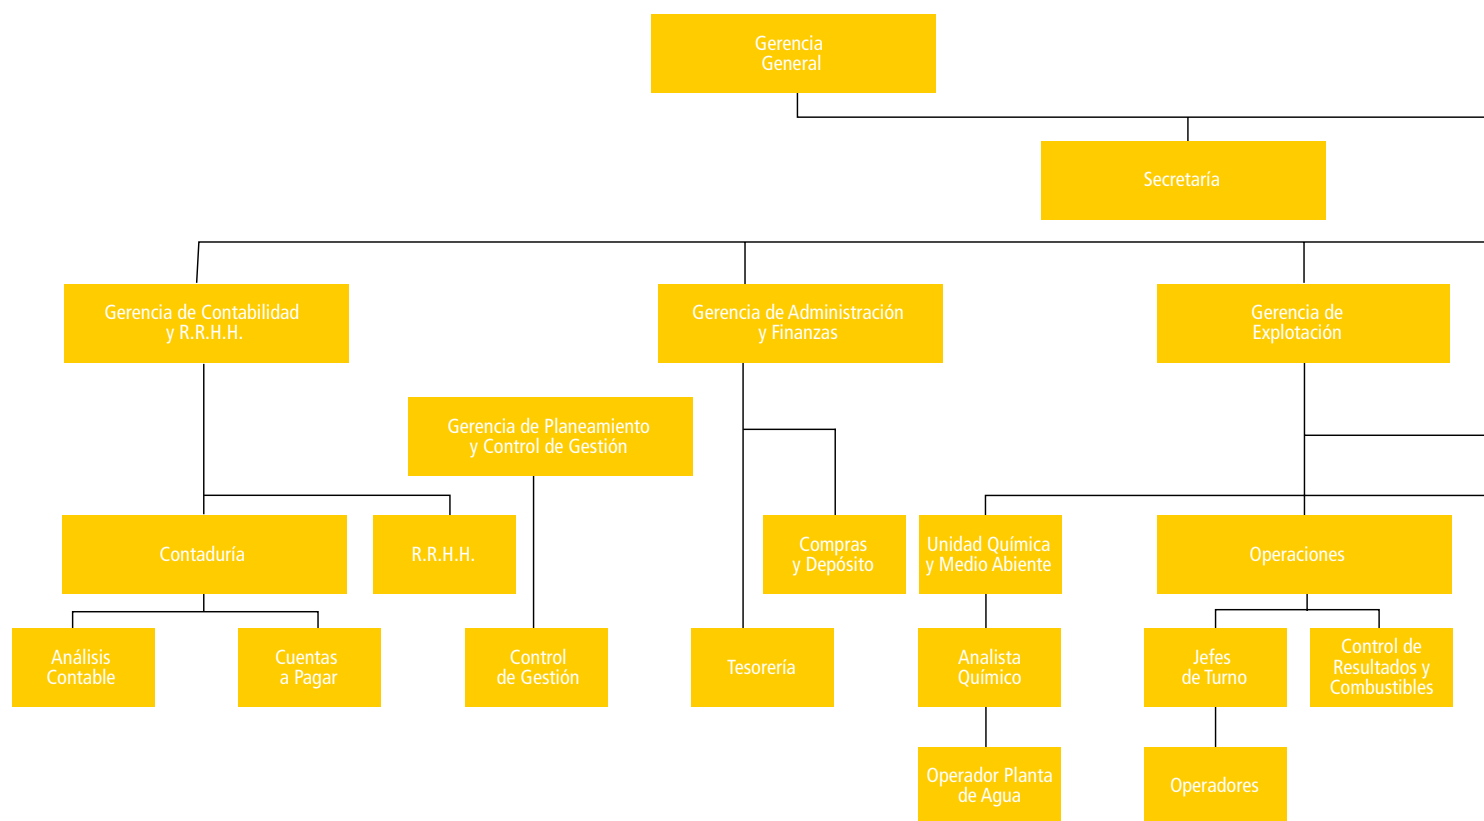 Gerencia
General
Secretaría
Gerencia de Contabilidad
y R.R.H.H.
Gerencia de Administración
y Finanzas
Gerencia de
Explotación
Gerencia de Planeamiento
y Control de Gestión
Contaduría
R.R.H.H.
Compras
y Depósito
Unidad Química
y Medio Abiente
Operaciones
Análisis
Contable
Cuentas
a Pagar
Control
de Gestión
Tesorería
Analista
Químico
Jefes
de Turno
Control de
Resultados y
Combustibles
Operador Planta
de Agua
Operadores